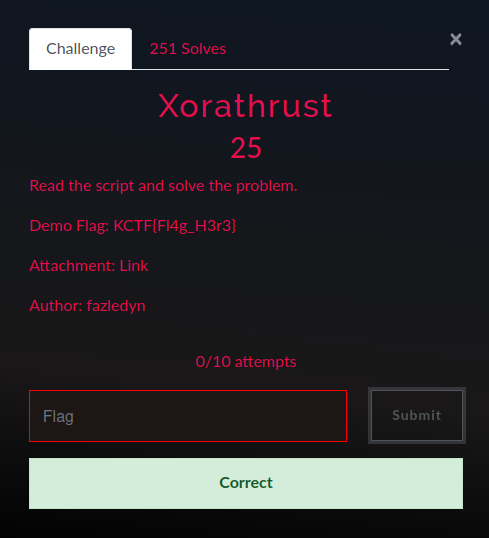 Challenge
251 Solves
×
Xorathrust
25
Read the script and solve the problem.
Demo Flag: KCTF{Fl4g_H3r3}
Attachment: Link
Author: fazledyn
0/10 attempts
Flag
Submit
Correct